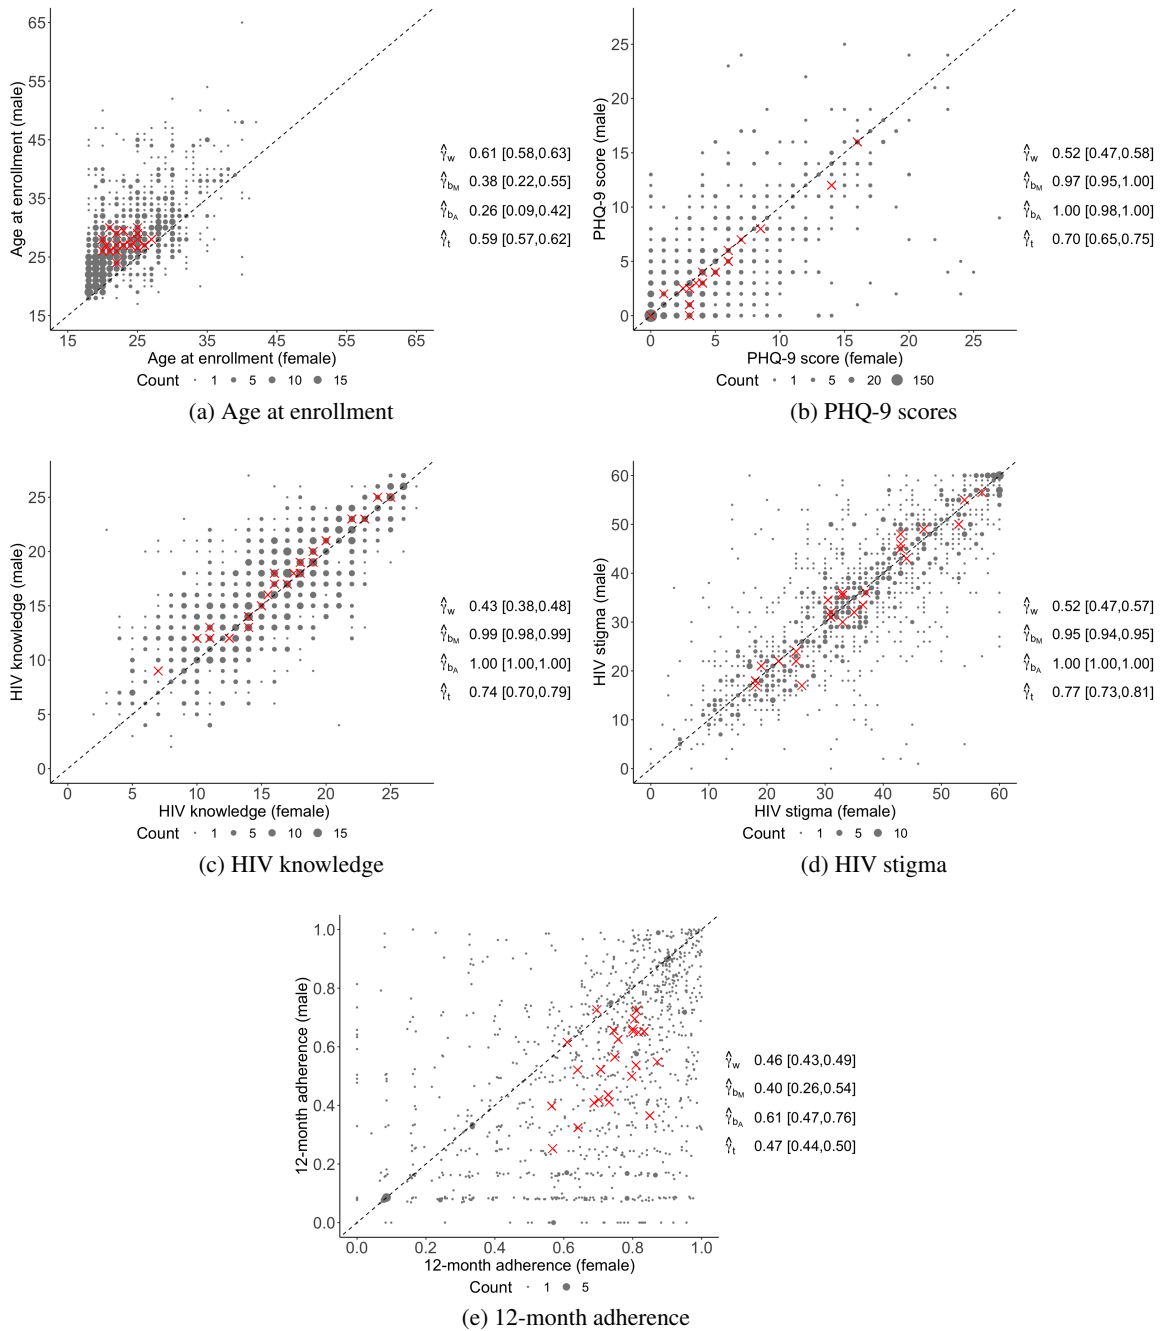 65
55
45
35
25
15
Age at enrollment (male)
15 25 35 45 55 65
Age at enrollment (female)
Count 1 5 10 15
γ̂w 0.61 [0.58,0.63]
γ̂bM 0.38 [0.22,0.55]
γ̂bA 0.26 [0.09,0.42]
γ̂t 0.59 [0.57,0.62]
(a) Age at enrollment
25
20
15
10
5
0
PHQ-9 score (male)
0 5 10 15 20 25
PHQ-9 score (female)
Count 1 5 20 150
γ̂w 0.52 [0.47,0.58]
γ̂bM 0.97 [0.95,1.00]
γ̂bA 1.00 [0.98,1.00]
γ̂t 0.70 [0.65,0.75]
(b) PHQ-9 scores
25
20
15
10
5
0
HIV knowledge (male)
0 5 10 15 20 25
HIV knowledge (female)
Count 1 5 10 15
γ̂w 0.43 [0.38,0.48]
γ̂bM 0.99 [0.98,0.99]
γ̂bA 1.00 [1.00,1.00]
γ̂t 0.74 [0.70,0.79]
(c) HIV knowledge
60
50
40
30
20
10
0
HIV stigma (male)
0 10 20 30 40 50 60
HIV stigma (female)
Count 1 5 10
γ̂w 0.52 [0.47,0.57]
γ̂bM 0.95 [0.94,0.95]
γ̂bA 1.00 [1.00,1.00]
γ̂t 0.77 [0.73,0.81]
(d) HIV stigma
1.0
0.8
0.6
0.4
0.2
0.0
12-month adherence (male)
0.0 0.2 0.4 0.6 0.8 1.0
12-month adherence (female)
Count 1 5
γ̂w 0.46 [0.43,0.49]
γ̂bM 0.40 [0.26,0.54]
γ̂bA 0.61 [0.47,0.76]
γ̂t 0.47 [0.44,0.50]
(e) 12-month adherence